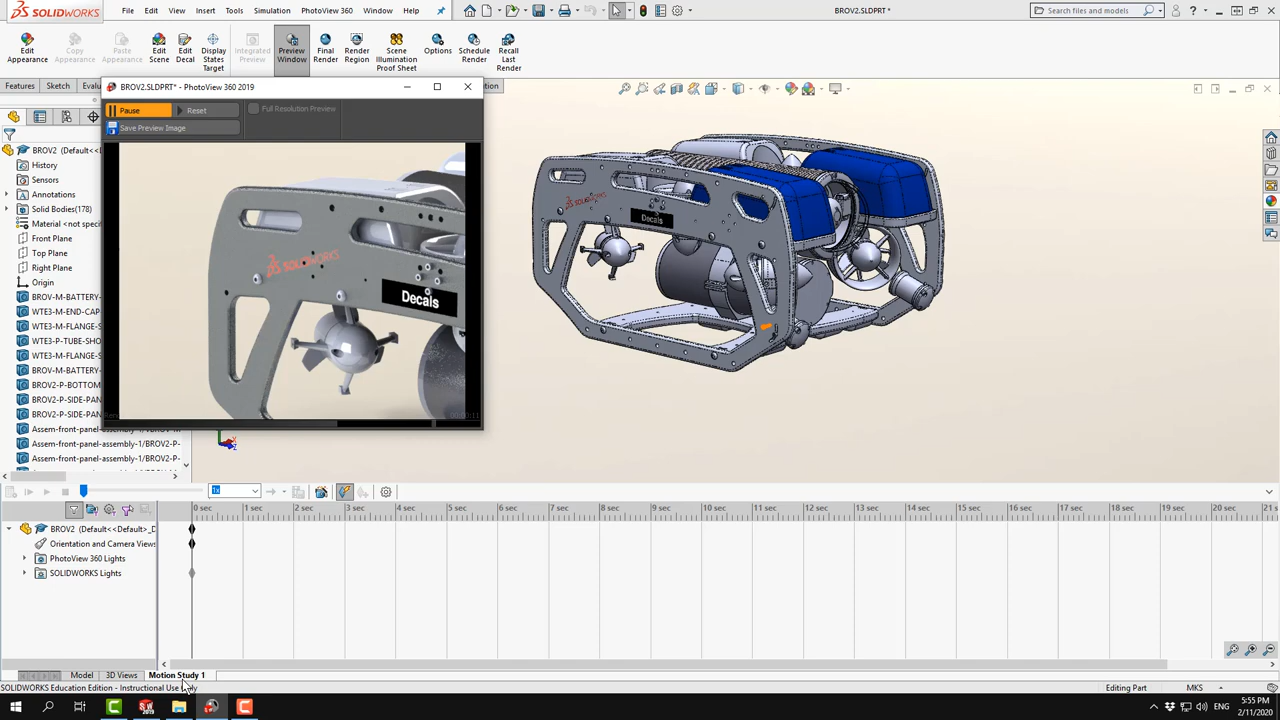 SOLIDWORKS File Edit View Insert Tools Simulation PhotoView 360 Window Help
BROV2.SLDPRT *
Search files and models
Edit Appearance
Copy Appearance
Paste Appearance
Edit Scene
Edit Decal
Display States Target
Integrated Preview
Preview Window
Final Render
Render Region
Scene Illumination Proof Sheet
Options
Schedule Render
Recall Last Render
Features Sketch
BROV2.SLDPRT* - PhotoView 360 2019
Pause
Reset
Full Resolution Preview
Save Preview Image
SOLIDWORKS
Decals
SOLIDWORKS
Decals
BROV2 (Default<<D
History
Sensors
Annotations
Solid Bodies(178)
Material <not speci
Front Plane
Top Plane
Right Plane
Origin
BROV-M-BATTERY-
WTE3-M-END-CAP
WTE3-M-FLANGE-S
WTE3-P-TUBE-SHO
WTE3-M-FLANGE-
BROV-M-BATTERY-
BROV2-P-BOTTOM
BROV2-P-SIDE-PAN
BROV2-P-SIDE-PAN
Assem-front-panel-assembly-1/BROV-M-
Assem-front-panel-assembly-1/BROV2-P-
Assem-front-panel-assembly-1/BROV2-P-
1x
0 sec 1 sec 2 sec 3 sec 4 sec 5 sec 6 sec 7 sec 8 sec 9 sec 10 sec 11 sec 12 sec 13 sec 14 sec 15 sec 16 sec 17 sec 18 sec 19 sec 20 sec 21 s
BROV2 (Default<<Default>_D
Orientation and Camera Views
PhotoView 360 Lights
SOLIDWORKS Lights
Model 3D Views Motion Study 1
SOLIDWORKS Education Edition - Instructional Use
Editing Part
MKS
ENG
5:55 PM
2/11/2020